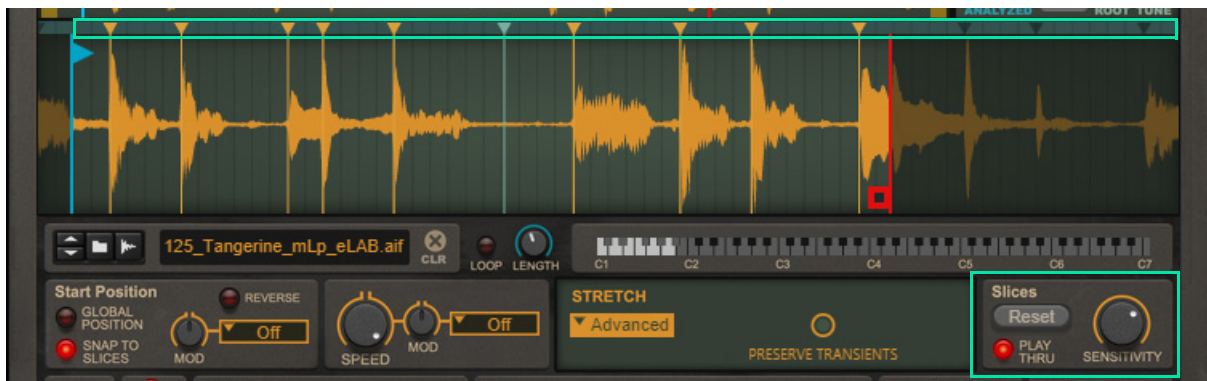 ANALYZED ROOT TUNE
125_Tangerine_mLp_eLAB.aif
CLR
LOOP LENGTH
C1 C2 C3 C4 C5 C6 C7
Start Position
REVERSE
GLOBAL
POSITION
SNAP TO
SLICES
MOD
Off
SPEED
MOD
Off
STRETCH
Advanced
PRESERVE TRANSIENTS
Slices
Reset
PLAY
THRU
SENSITIVITY